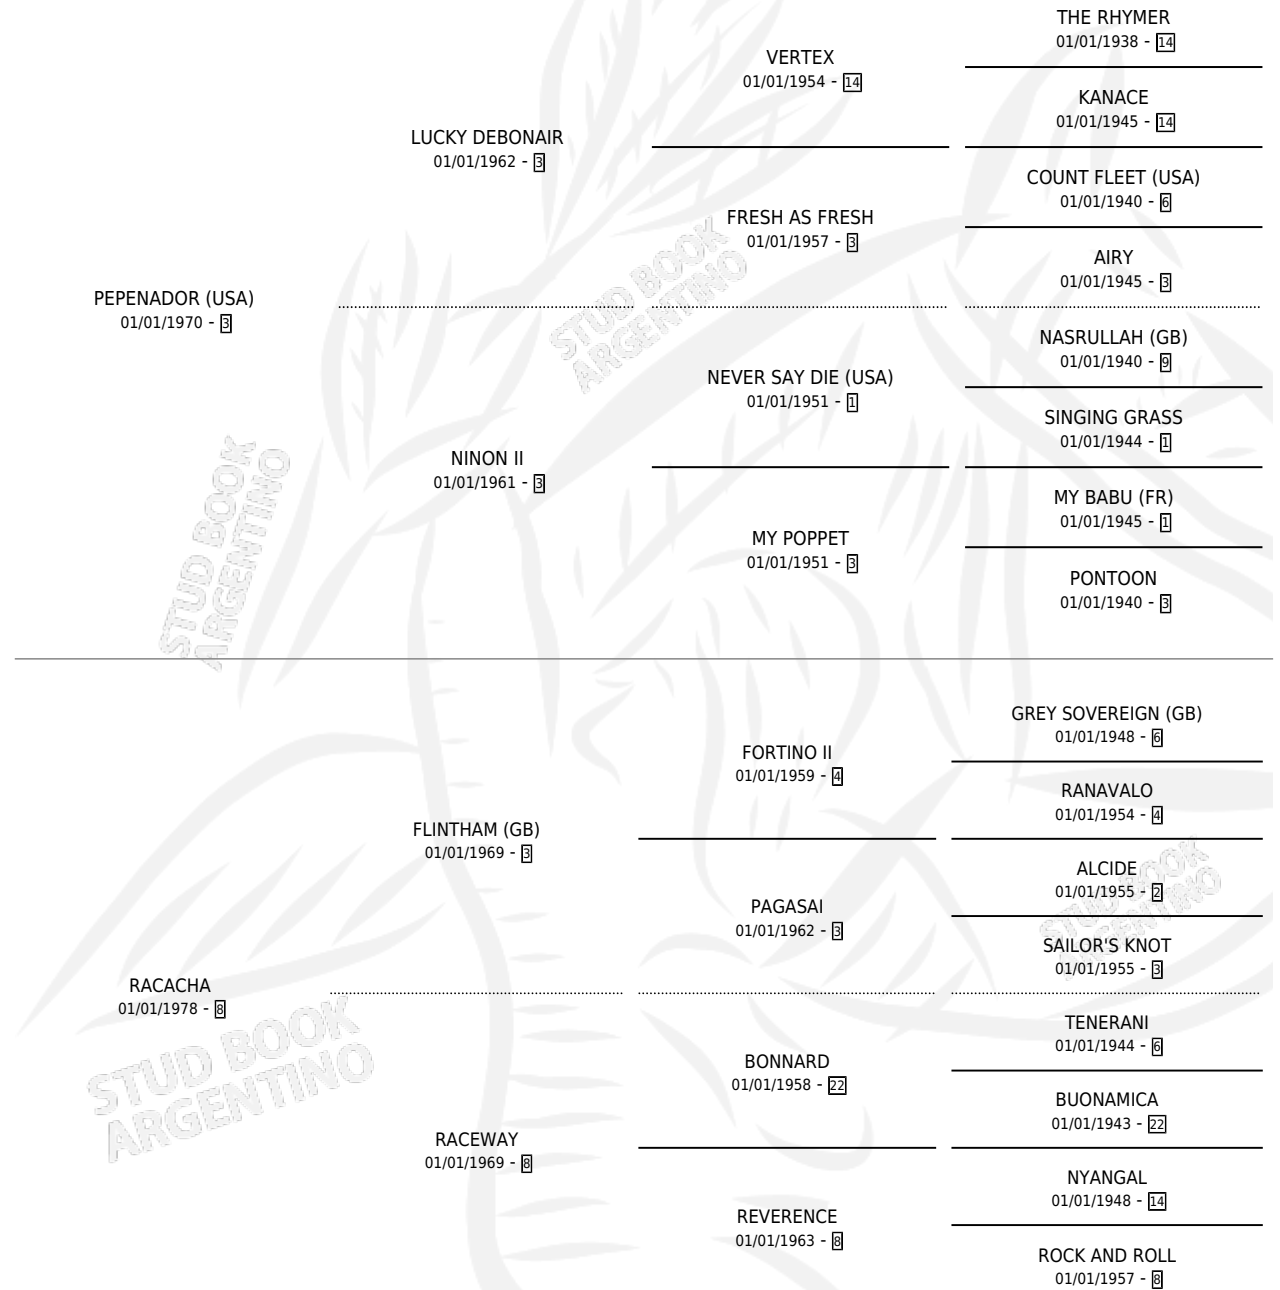 THE RHYMER
01/01/1938 - 14
VERTEX
01/01/1954 - 14
KANACE
01/01/1945 - 14
LUCKY DEBONAIR
01/01/1962 - 3
COUNT FLEET (USA)
01/01/1940 - 6
FRESH AS FRESH
01/01/1957 - 3
AIRY
01/01/1945 - 3
PEPENADOR (USA)
01/01/1970 - 3
NASRULLAH (GB)
01/01/1940 - 9
NEVER SAY DIE (USA)
01/01/1951 - 1
SINGING GRASS
01/01/1944 - 1
NINON II
01/01/1961 - 3
MY BABU (FR)
01/01/1945 - 1
MY POPPET
01/01/1951 - 3
PONTOON
01/01/1940 - 3
GREY SOVEREIGN (GB)
01/01/1948 - 6
FORTINO II
01/01/1959 - 4
RANAVALO
01/01/1954 - 4
FLINTHAM (GB)
01/01/1969 - 3
ALCIDE
01/01/1955 - 2
PAGASAI
01/01/1962 - 3
SAILOR'S KNOT
01/01/1955 - 3
RACACHA
01/01/1978 - 8
TENERANI
01/01/1944 - 6
BONNARD
01/01/1958 - 22
BUONAMICA
01/01/1943 - 22
RACEWAY
01/01/1969 - 8
NYANGAL
01/01/1948 - 14
REVERENCE
01/01/1963 - 8
ROCK AND ROLL
01/01/1957 - 8
STUD BOOK
ARGENTINO
STUD BOOK
ARGENTINO
STUD BOOK
ARGENTINO
STUD BOOK
ARGENTINO